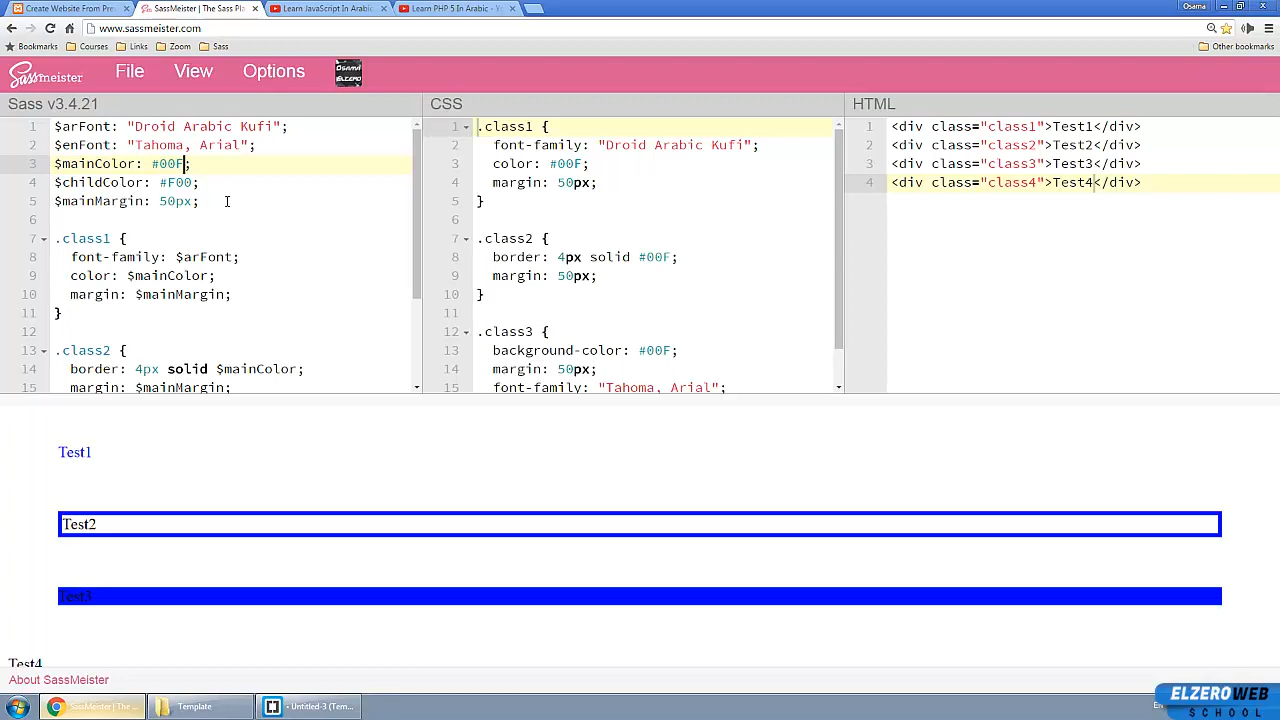 Create Website From Pre
SassMeister | The Sass Pla
Learn JavaScript In Arabic
Learn PHP 5 In Arabic - Yo
Osama
www.sassmeister.com
Bookmarks
Courses
Links
Zoom
Sass
Other bookmarks
SassMeister
File
View
Options
OSAMA
ELZERO
Sass v3.4.21
1 $arFont: "Droid Arabic Kufi";
2 $enFont: "Tahoma, Arial";
3 $mainColor: #00F;
4 $childColor: #F00;
5 $mainMargin: 50px;
6
7 .class1 {
8 font-family: $arFont;
9 color: $mainColor;
10 margin: $mainMargin;
11 }
12
13 .class2 {
14 border: 4px solid $mainColor;
15 margin: $mainMargin;
CSS
1 .class1 {
2 font-family: "Droid Arabic Kufi";
3 color: #00F;
4 margin: 50px;
5 }
6
7 .class2 {
8 border: 4px solid #00F;
9 margin: 50px;
10 }
11
12 .class3 {
13 background-color: #00F;
14 margin: 50px;
15 font-family: "Tahoma, Arial";
HTML
1 <div class="class1">Test1</div>
2 <div class="class2">Test2</div>
3 <div class="class3">Test3</div>
4 <div class="class4">Test4</div>
Test1
Test2
Test3
Test4
About SassMeister
SassMeister | The ...
Template
- Untitled-3 (Tem...
ELZEROWEB
SCHOOL